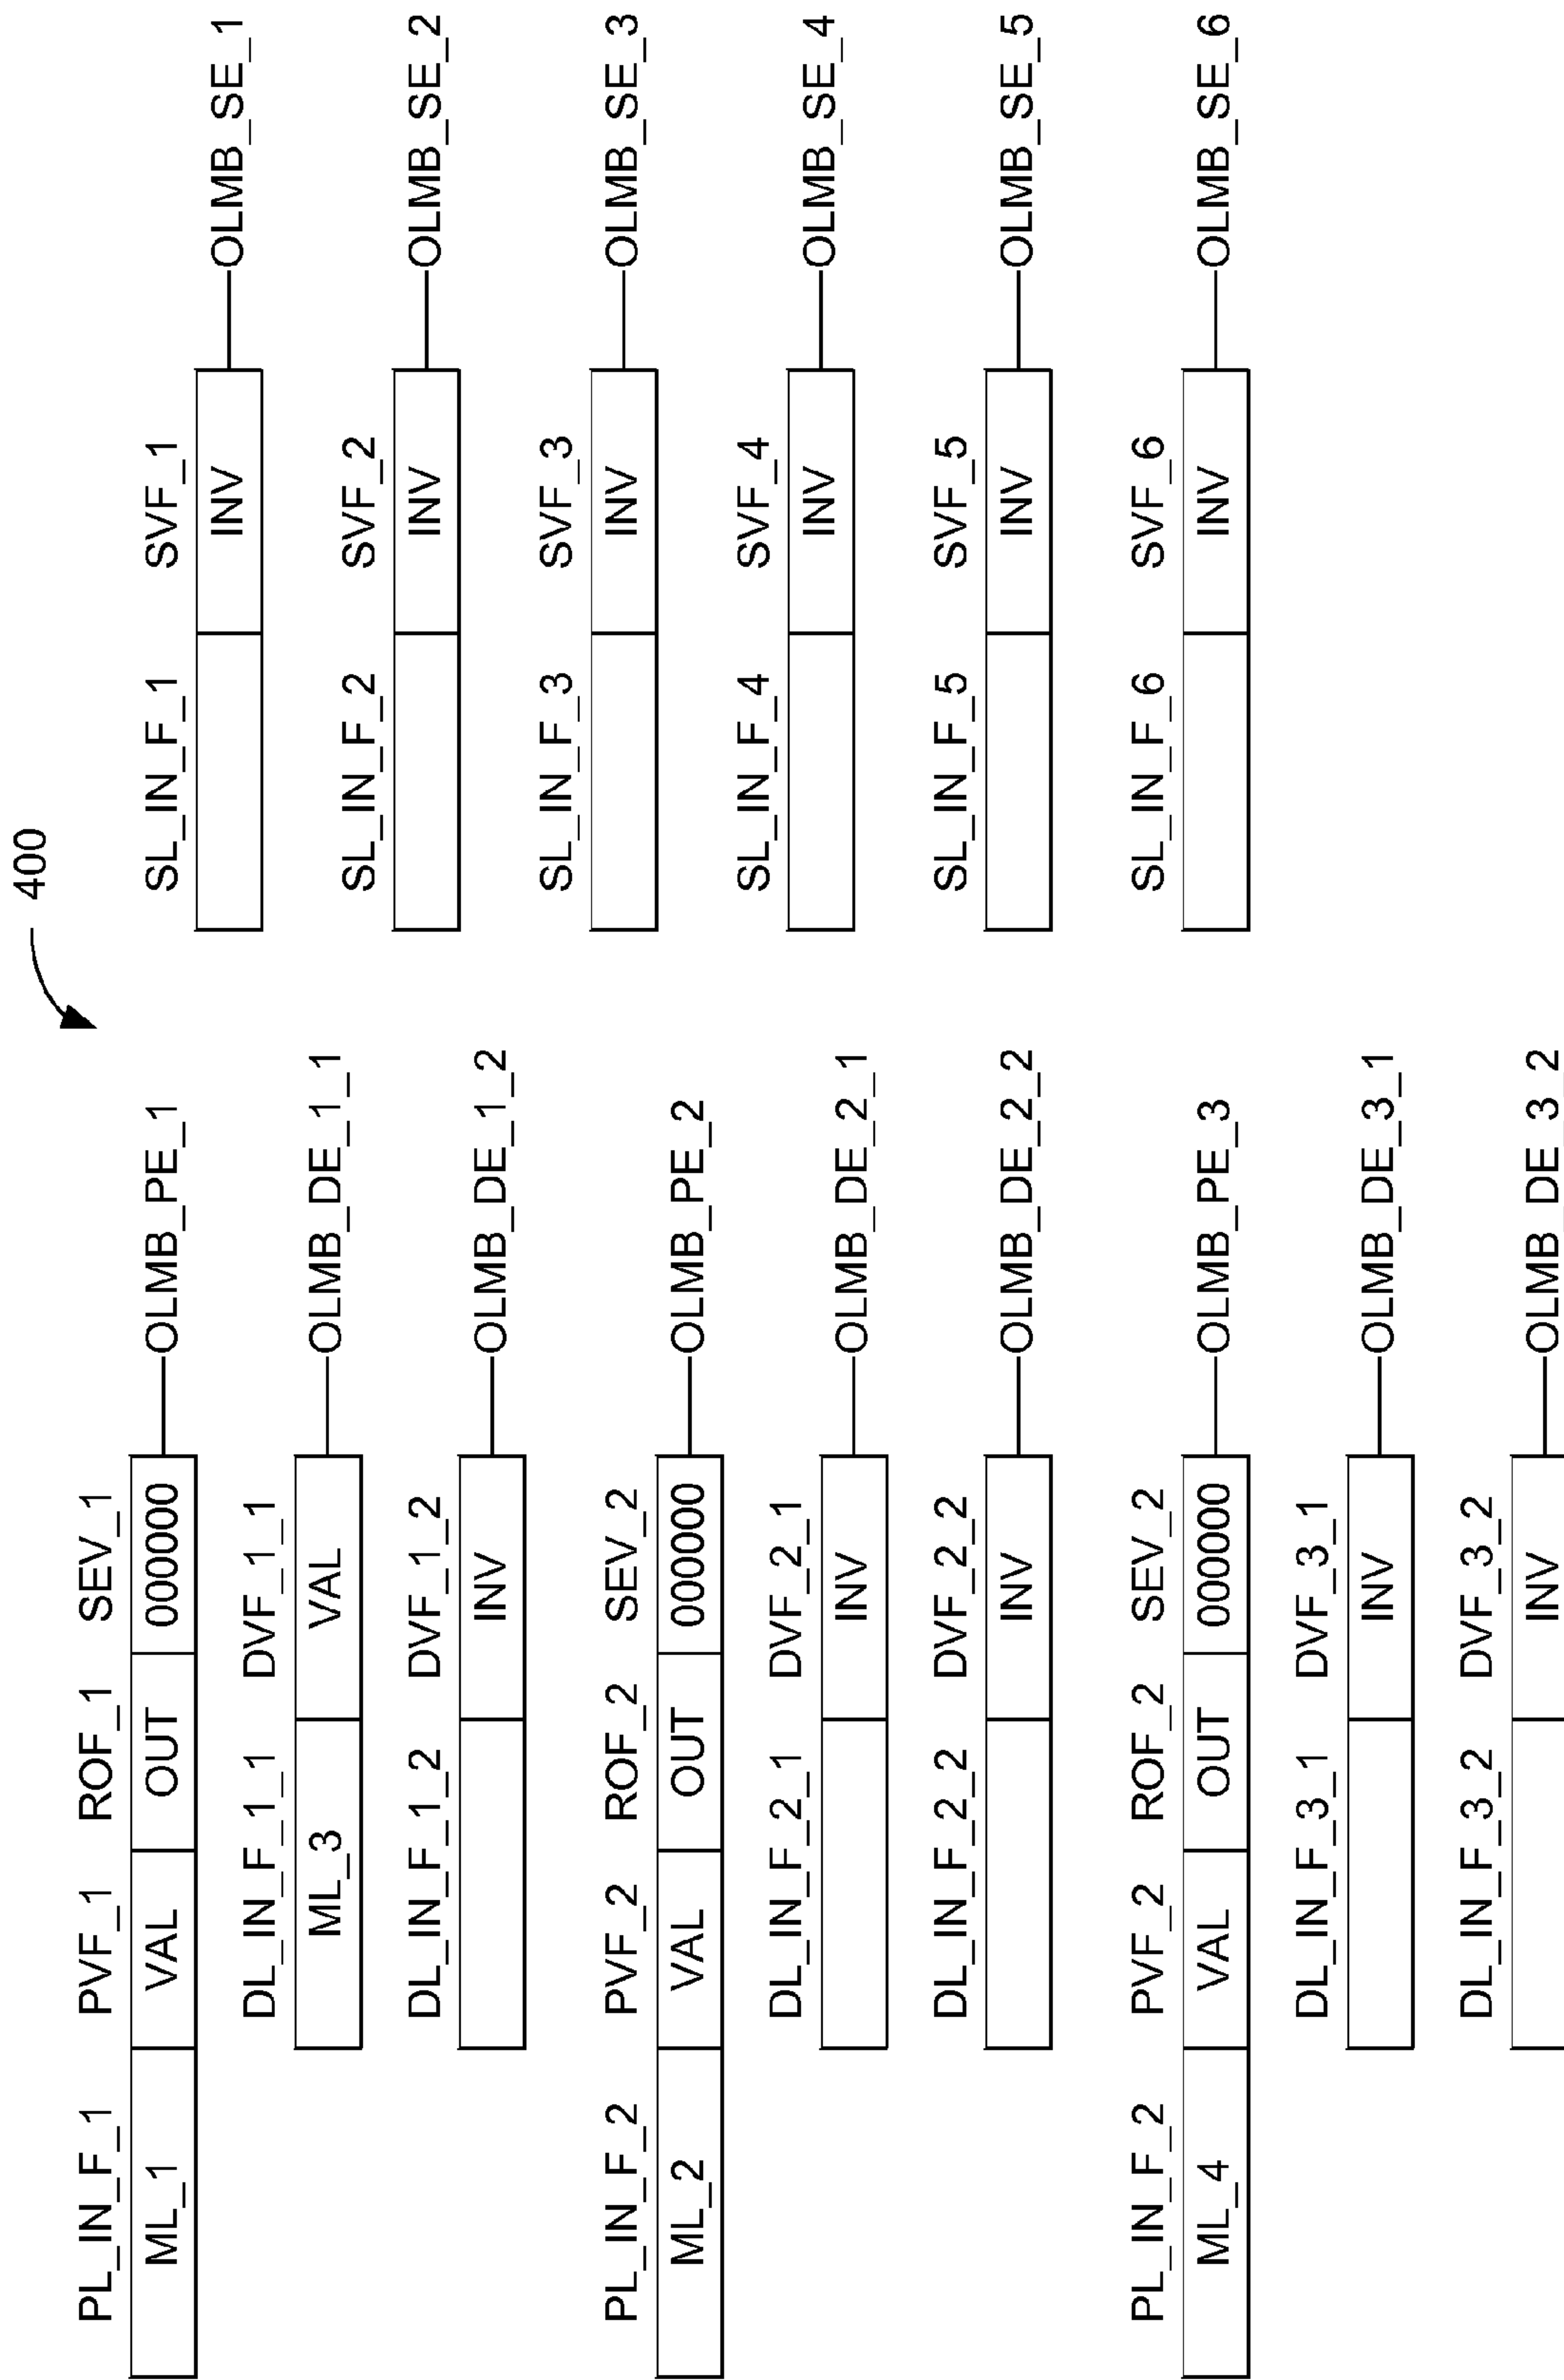 400
PL_IN_F_1 PVF_1 ROF_1 SEV_1
ML_1 VAL OUT 000000 OLMB_PE_1
DL_IN_F_1_1 DVF_1_1
ML_3 VAL OLMB_DE_1_1
DL_IN_F_1_2 DVF_1_2
INV OLMB_DE_1_2
PL_IN_F_2 PVF_2 ROF_2 SEV_2
ML_2 VAL OUT 000000 OLMB_PE_2
DL_IN_F_2_1 DVF_2_1
INV OLMB_DE_2_1
DL_IN_F_2_2 DVF_2_2
INV OLMB_DE_2_2
PL_IN_F_2 PVF_2 ROF_2 SEV_2
ML_4 VAL OUT 000000 OLMB_PE_3
DL_IN_F_3_1 DVF_3_1
INV OLMB_DE_3_1
DL_IN_F_3_2 DVF_3_2
INV OLMB_DE_3_2
SL_IN_F_1 SVF_1
INV OLMB_SE_1
SL_IN_F_2 SVF_2
INV OLMB_SE_2
SL_IN_F_3 SVF_3
INV OLMB_SE_3
SL_IN_F_4 SVF_4
INV OLMB_SE_4
SL_IN_F_5 SVF_5
INV OLMB_SE_5
SL_IN_F_6 SVF_6
INV OLMB_SE_6